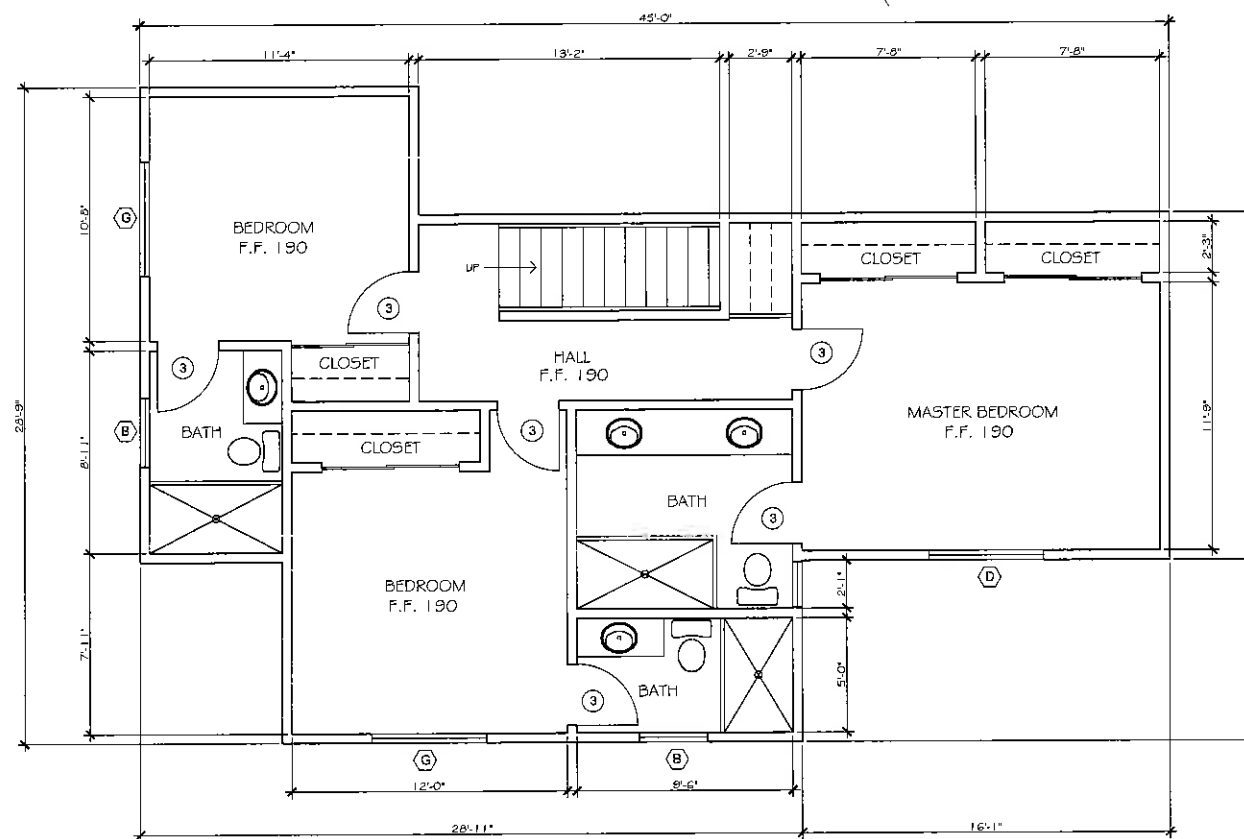 45'-0"
11'-4"
13'-2"
2'-9"
7'-8"
7'-8"
10'-8"
G
BEDROOM
F.F. 190
UP
CLOSET
CLOSET
2'-3"
3
3
3
CLOSET
HALL
F.F. 190
MASTER BEDROOM
F.F. 190
11'-9"
28'-9"
8'-11"
B
BATH
CLOSET
3
BATH
3
D
BEDROOM
F.F. 190
2'-1"
7'-11"
5'-0"
BATH
3
G
B
12'-0"
9'-6"
28'-11"
16'-1"